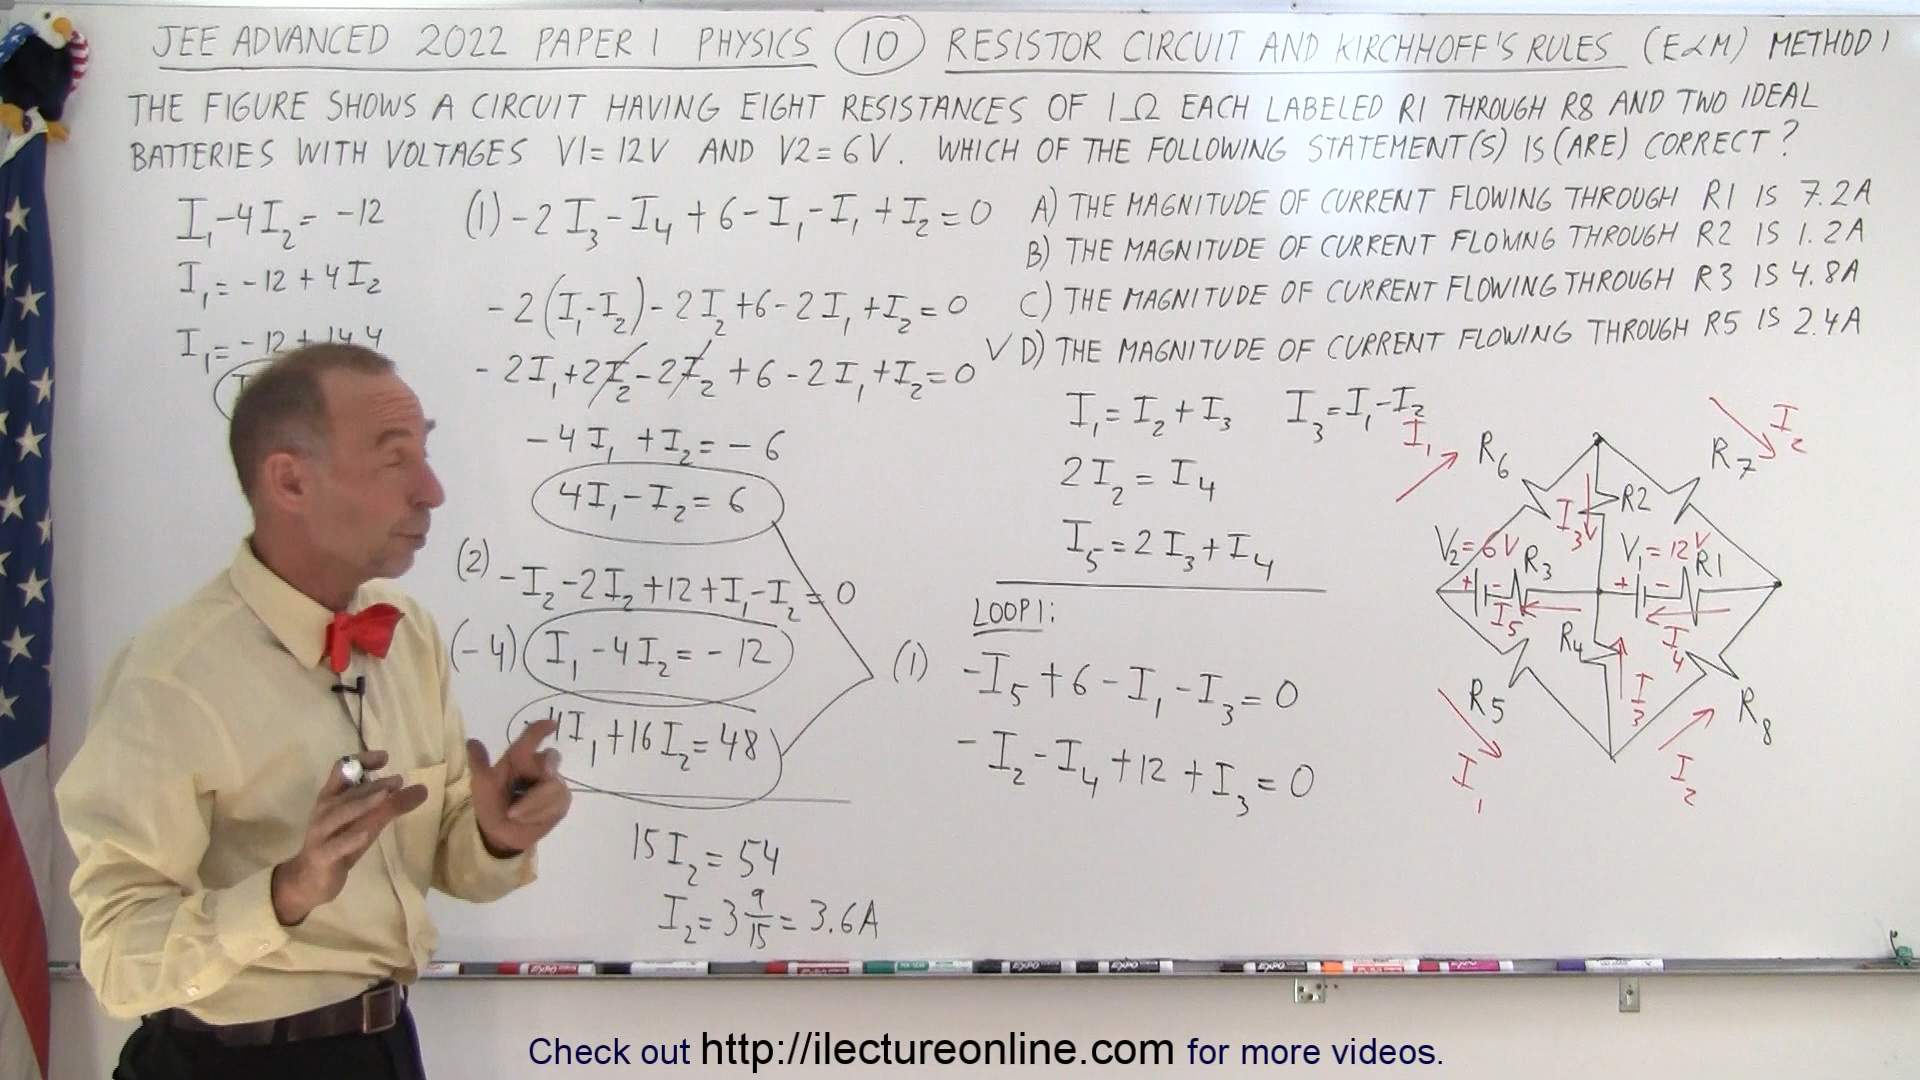 JEE ADVANCED 2022 PAPER 1 PHYSICS (10) RESISTOR CIRCUIT AND KIRCHHOFF'S RULES (E&M) METHOD 1
THE FIGURE SHOWS A CIRCUIT HAVING EIGHT RESISTANCES OF 1Ω EACH LABELED R1 THROUGH R8 AND TWO IDEAL
BATTERIES WITH VOLTAGES V1=12V AND V2=6V. WHICH OF THE FOLLOWING STATEMENT(S) IS (ARE) CORRECT?
I₁-4I₂=-12
I₁=-12+4I₂
I₁=-12+14.4
(1) -2I₃-I₄+6-I₁-I₁+I₂=0
-2(I₁-I₂)-2I₂+6-2I₁+I₂=0
-2I₁+2I₂-2I₂+6-2I₁+I₂=0
-4I₁+I₂=-6
4I₁-I₂=6
(2) -I₂-2I₂+12+I₁-I₂=0
(-4) I₁-4I₂=-12
-4I₁+16I₂=48
15I₂=54
I₂=3 9/15=3.6A
A) THE MAGNITUDE OF CURRENT FLOWING THROUGH R1 IS 7.2A
B) THE MAGNITUDE OF CURRENT FLOWING THROUGH R2 IS 1.2A
C) THE MAGNITUDE OF CURRENT FLOWING THROUGH R3 IS 4.8A
V D) THE MAGNITUDE OF CURRENT FLOWING THROUGH R5 IS 2.4A
I₁=I₂+I₃ I₃=I₁-I₂
2I₂=I₄
I₅=2I₃+I₄
LOOP1:
(1) -I₅+6-I₁-I₃=0
-I₂-I₄+12+I₃=0
I₁ R6 R7 I₂
I₃ R2
V₂=6V V₁=12V
+ - R3 + - R1
I₅ I₄
R4
R5 I₃ R8
I₁ I₂
Check out http://ilectureonline.com for more videos.